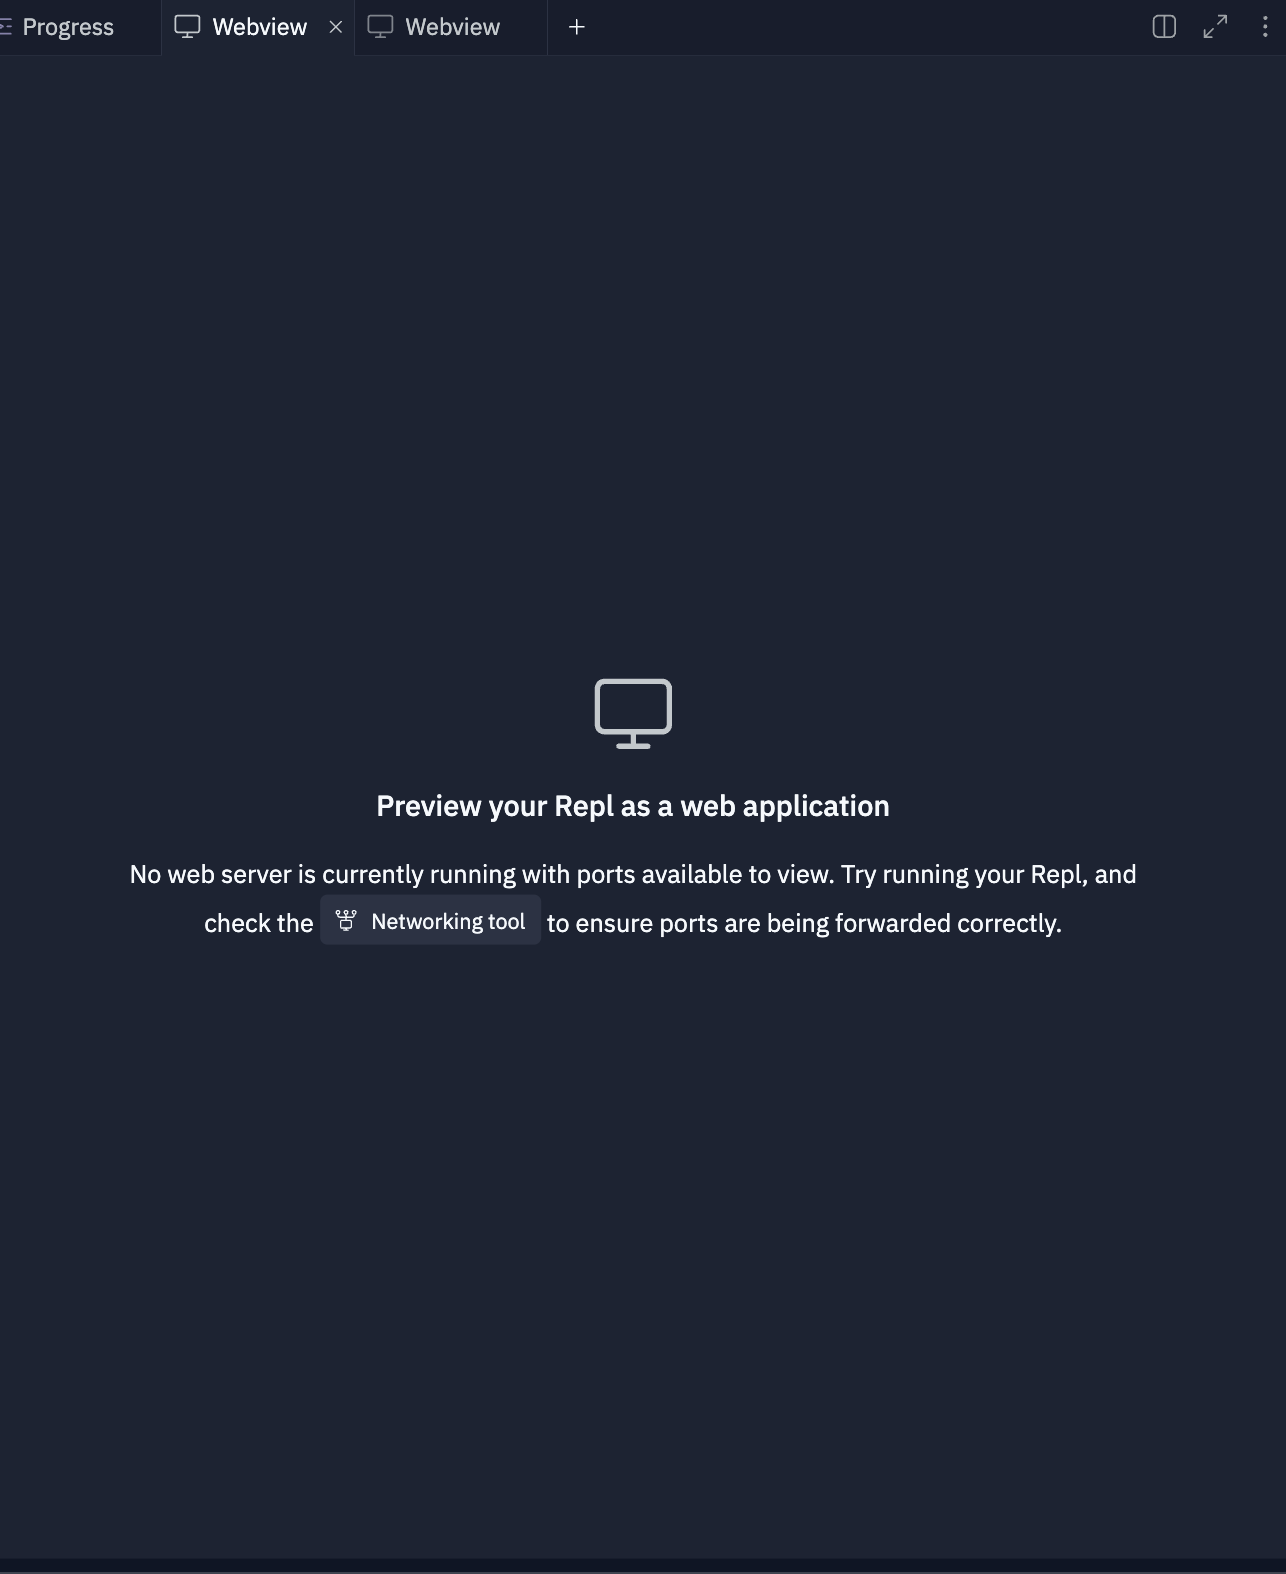 Progress
Webview
Webview
Preview your Repl as a web application
No web server is currently running with ports available to view. Try running your Repl, and
check the Networking tool to ensure ports are being forwarded correctly.